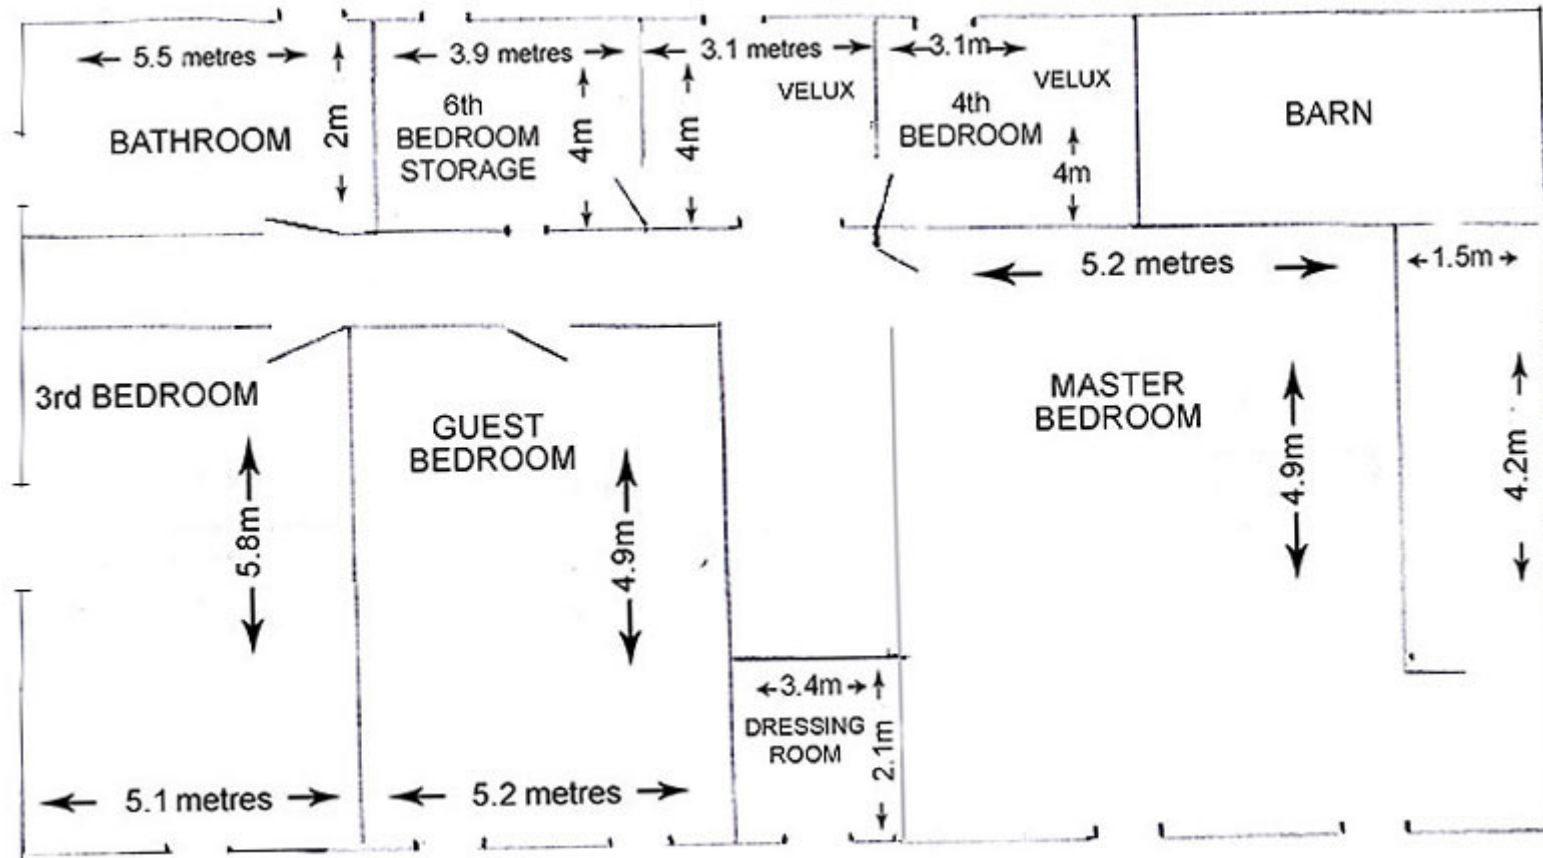 5.5 metres
2m
BATHROOM
3.9 metres
6th
BEDROOM
STORAGE
4m
3.1 metres
4m
VELUX
3.1m
4th
BEDROOM
VELUX
4m
BARN
5.2 metres
1.5m
3rd BEDROOM
5.8m
5.1 metres
GUEST
BEDROOM
4.9m
5.2 metres
3.4m
DRESSING
ROOM
2.1m
MASTER
BEDROOM
4.9m
4.2m